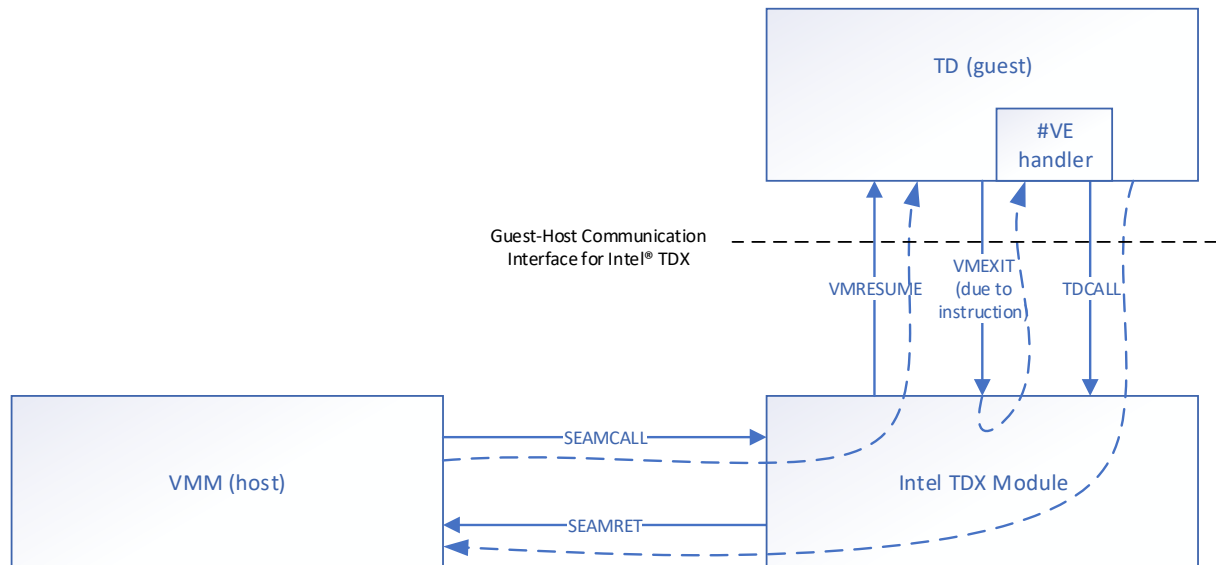 TD (guest)
#VE
handler
Guest-Host Communication
Interface for Intel® TDX
VMRESUME
VMEXIT
(due to
instruction)
TDCALL
SEAMCALL
VMM (host)
Intel TDX Module
SEAMRET